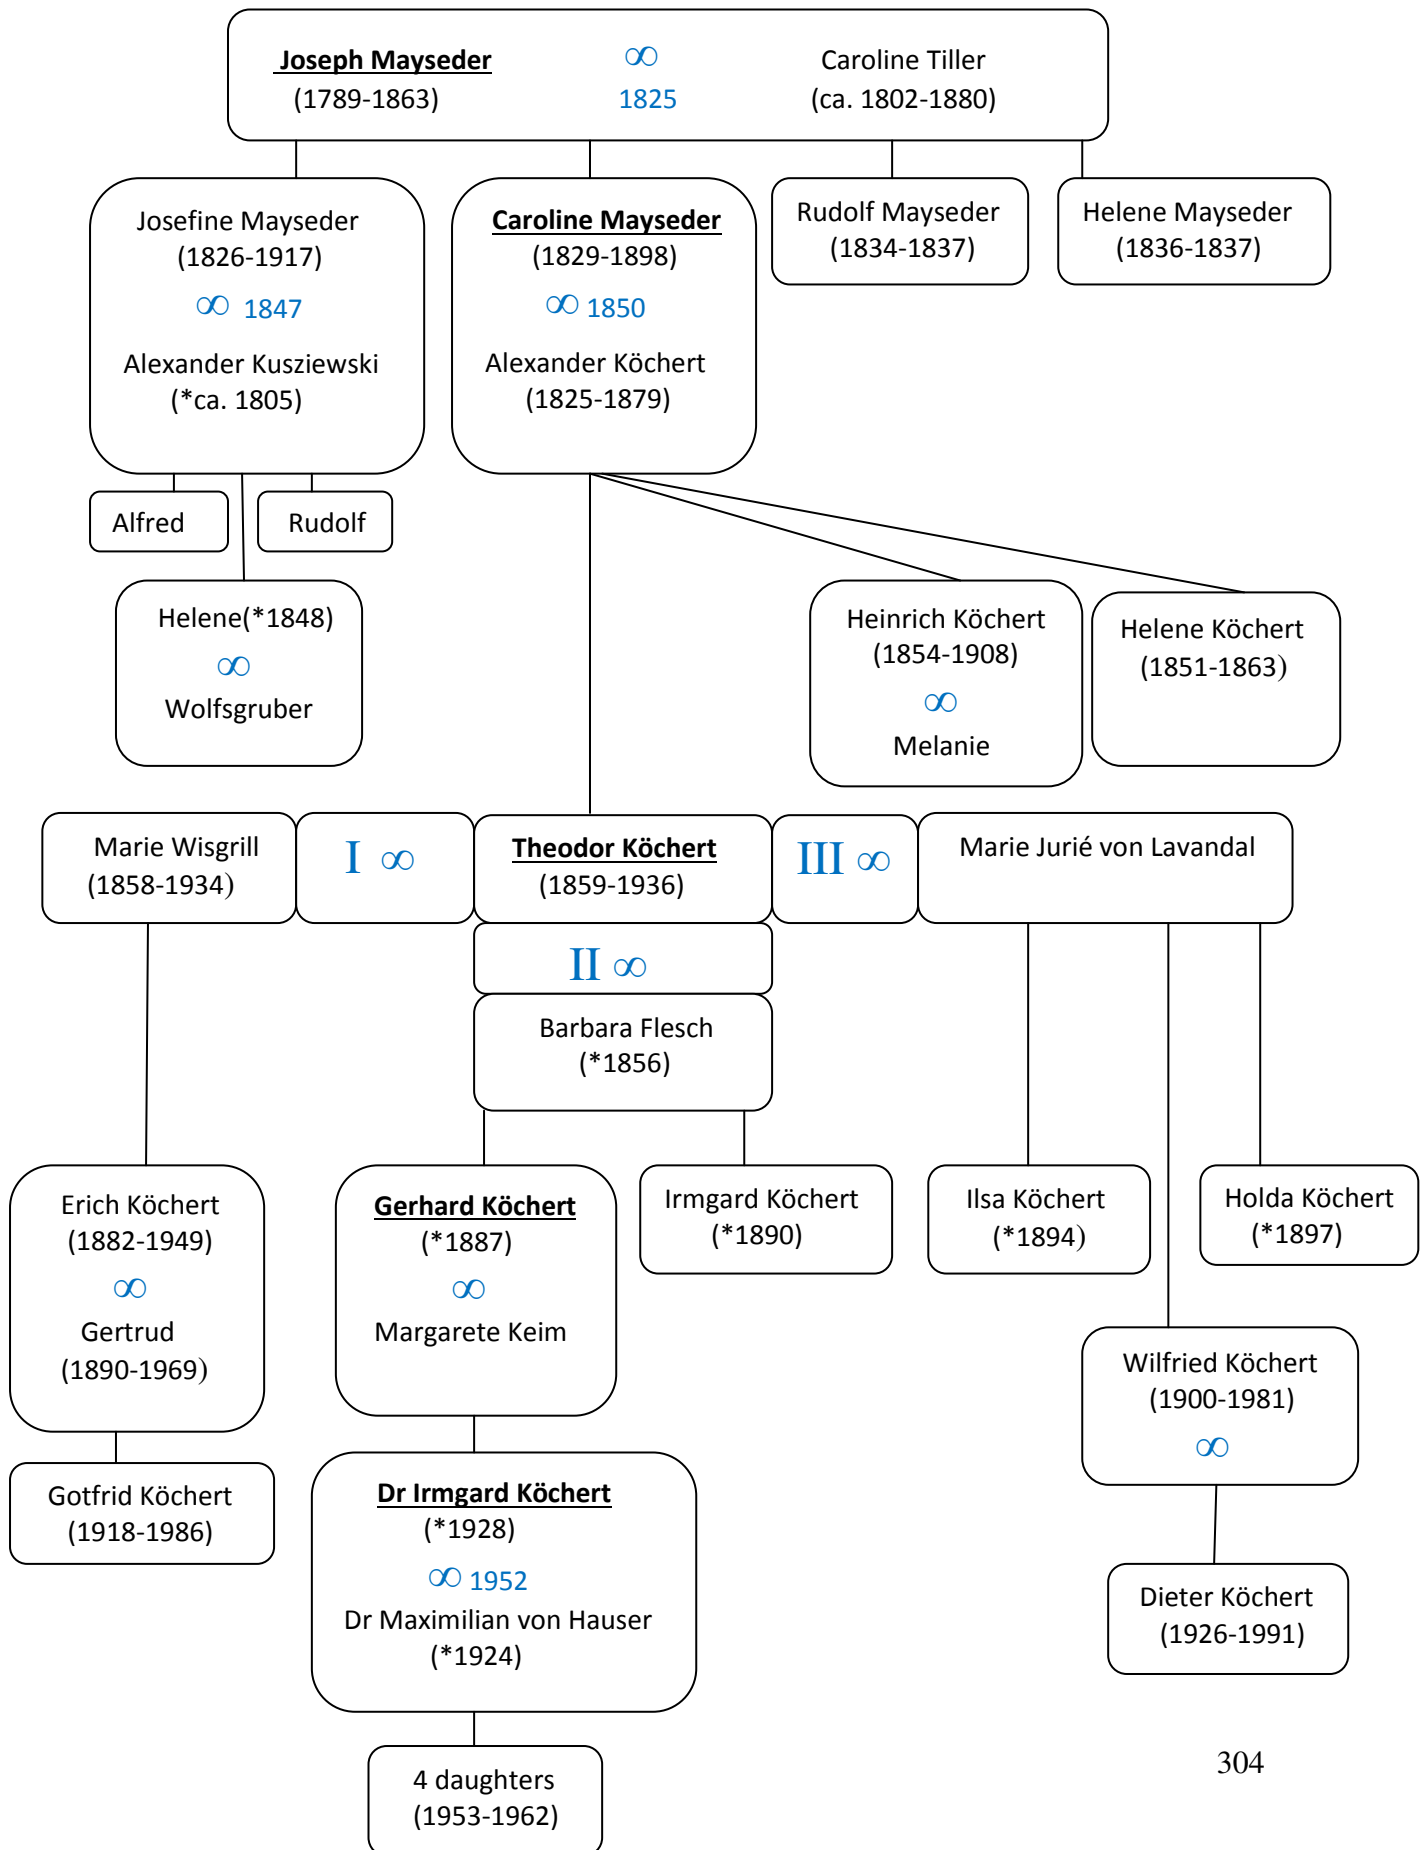 Joseph Mayseder
(1789-1863)
∞
1825
Caroline Tiller
(ca. 1802-1880)
Josefine Mayseder
(1826-1917)
∞ 1847
Alexander Kusziewski
(*ca. 1805)
Caroline Mayseder
(1829-1898)
∞ 1850
Alexander Köchert
(1825-1879)
Rudolf Mayseder
(1834-1837)
Helene Mayseder
(1836-1837)
Alfred
Rudolf
Helene(*1848)
∞
Wolfsgruber
Heinrich Köchert
(1854-1908)
∞
Melanie
Helene Köchert
(1851-1863)
Marie Wisgrill
(1858-1934)
I ∞
Theodor Köchert
(1859-1936)
III ∞
Marie Jurié von Lavandal
II ∞
Barbara Flesch
(*1856)
Erich Köchert
(1882-1949)
∞
Gertrud
(1890-1969)
Gerhard Köchert
(*1887)
∞
Margarete Keim
Irmgard Köchert
(*1890)
Ilsa Köchert
(*1894)
Holda Köchert
(*1897)
Wilfried Köchert
(1900-1981)
∞
Gotfrid Köchert
(1918-1986)
Dr Irmgard Köchert
(*1928)
∞ 1952
Dr Maximilian von Hauser
(*1924)
Dieter Köchert
(1926-1991)
4 daughters
(1953-1962)
304